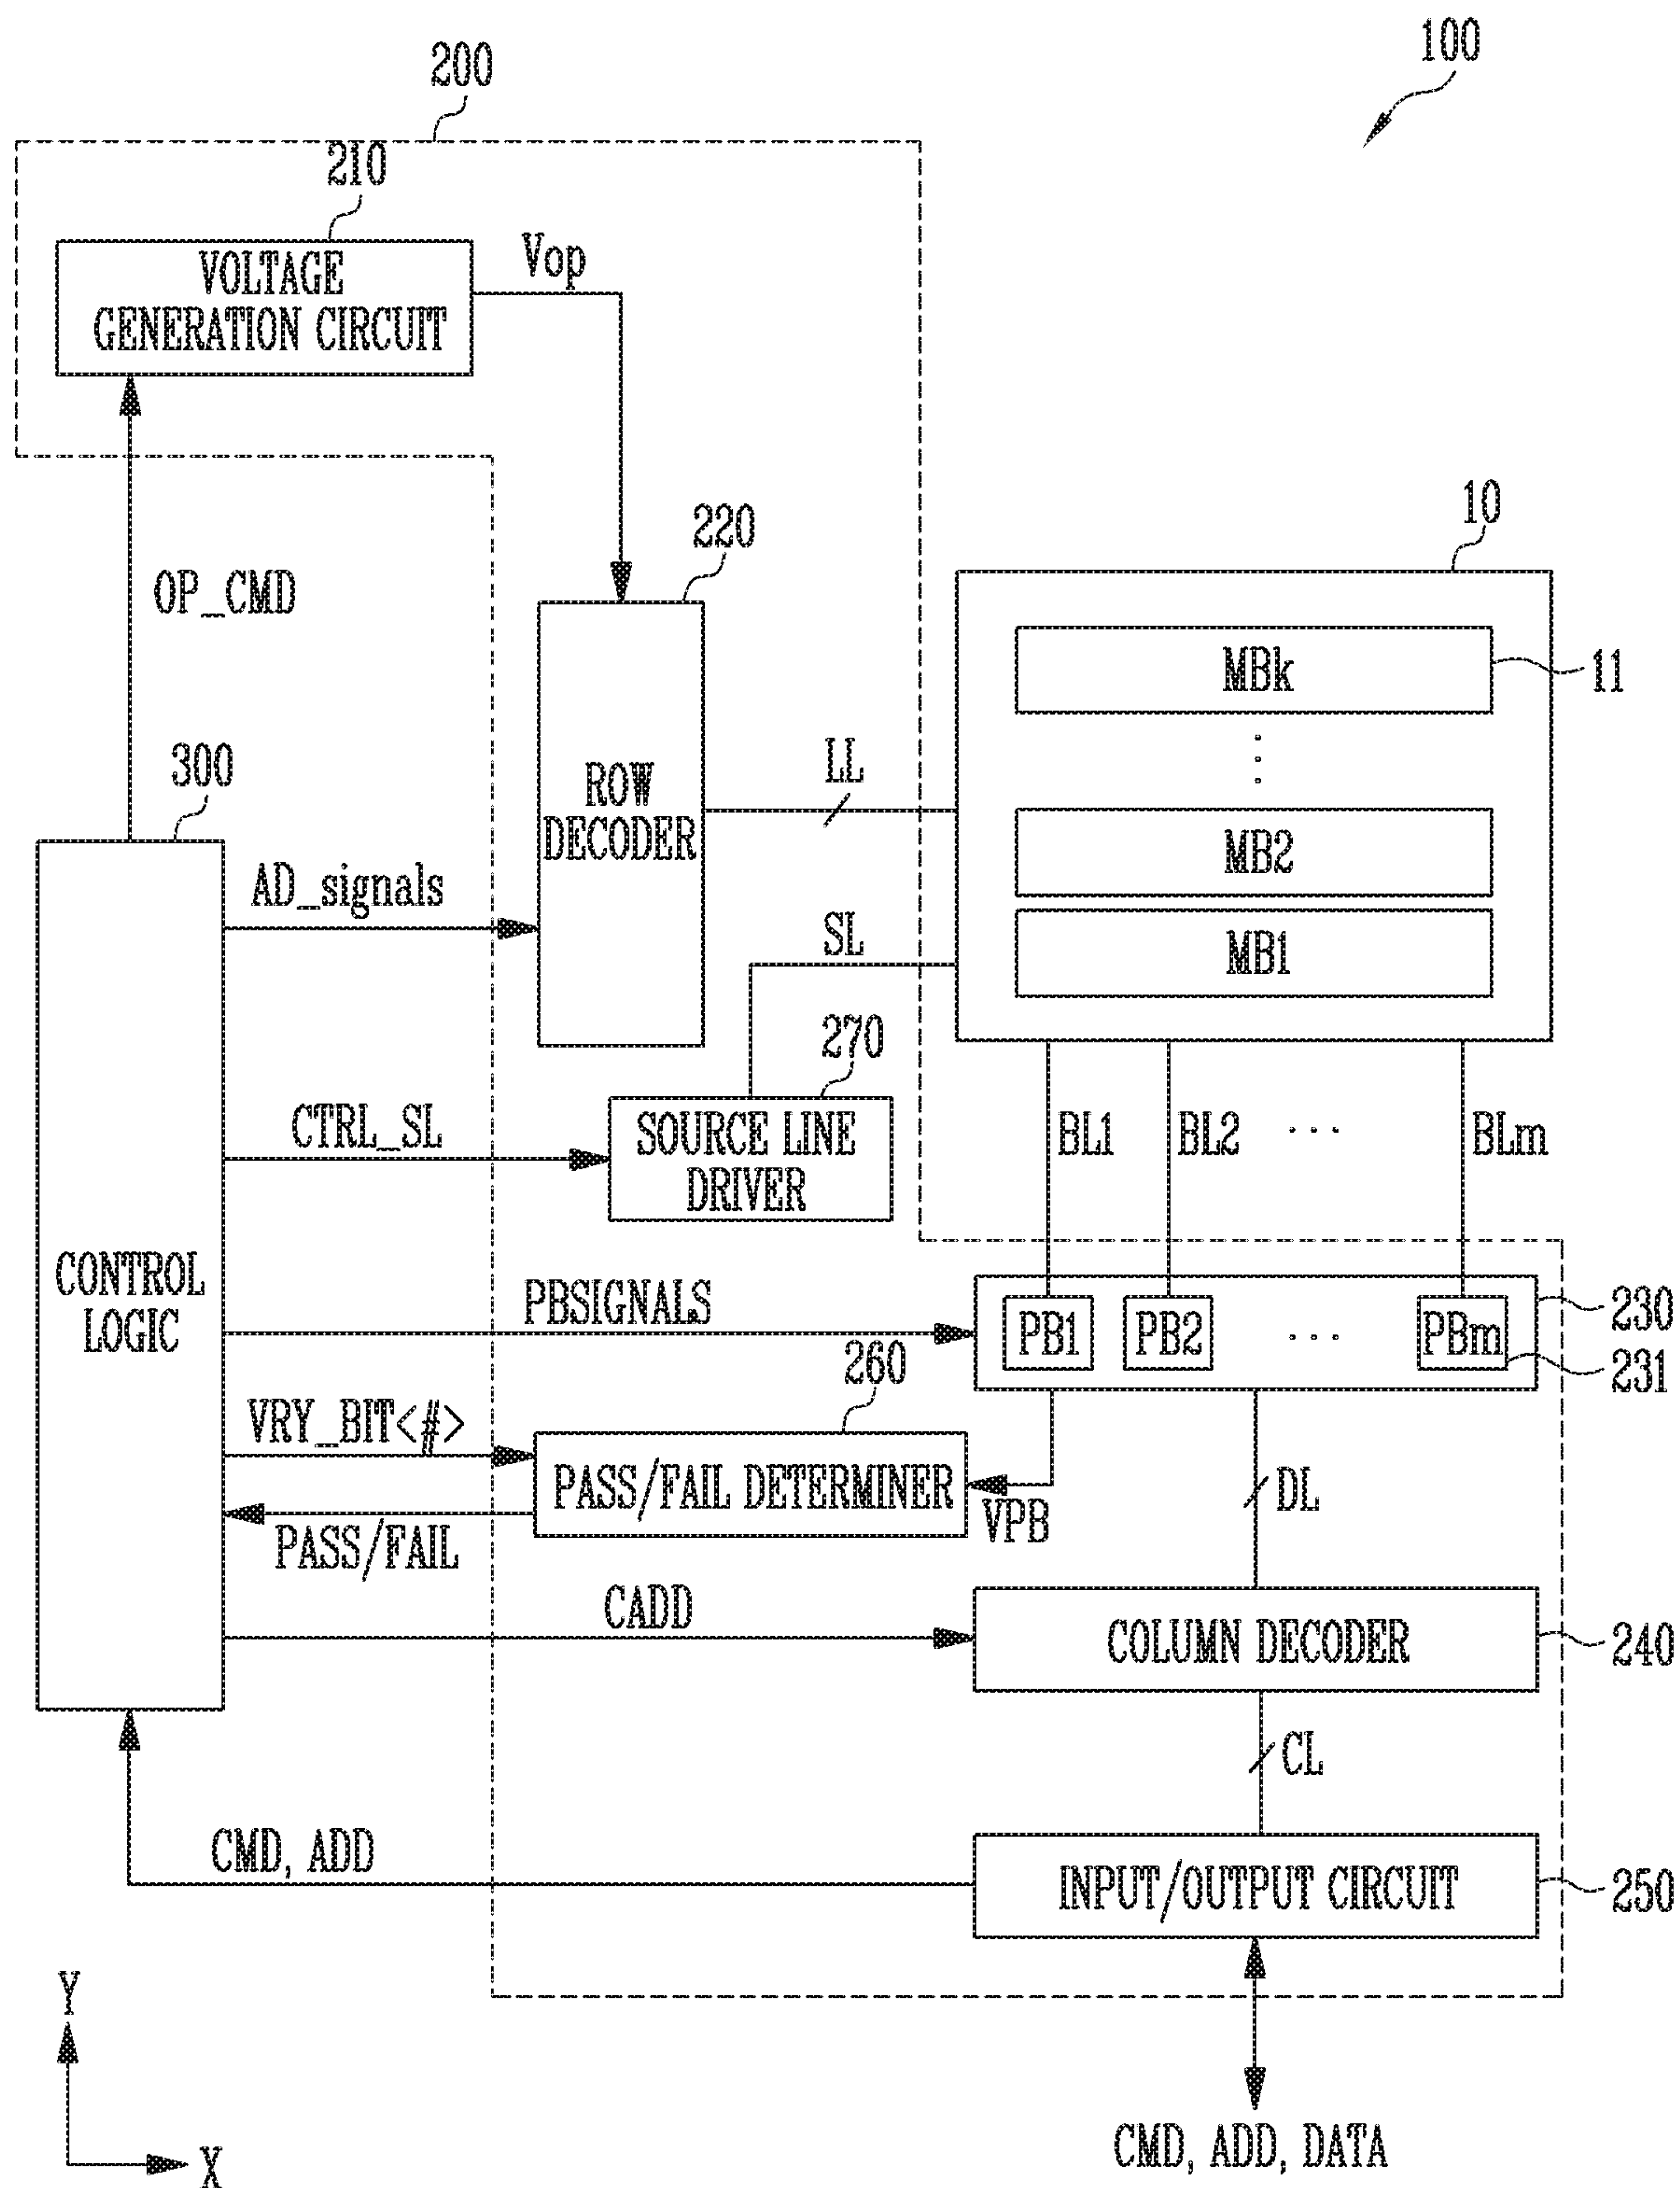 100
200
210
VOLTAGE
GENERATION CIRCUIT
Vop
10
220
OP_CMD
MBk
11
300
ROW
DECODER
LL
MB2
AD_signals
SL
MB1
270
CTRL_SL
SOURCE LINE
DRIVER
BL1
BL2
...
BLm
CONTROL
LOGIC
PBSIGNALS
PB1
PB2
...
PBm
230
231
260
VRY_BIT<#>
PASS/FAIL DETERMINER
VPB
DL
PASS/FAIL
CADD
COLUMN DECODER
240
CL
CMD, ADD
INPUT/OUTPUT CIRCUIT
250
Y
X
CMD, ADD, DATA